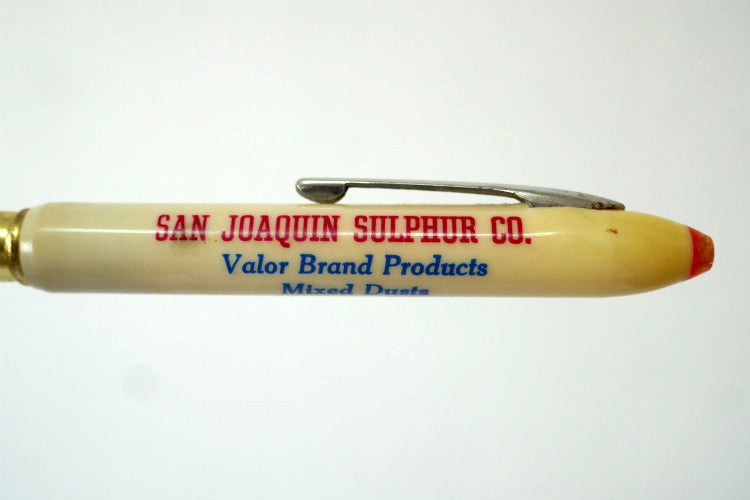 SAN JOAQUIN SULPHUR CO.
Valor Brand Products
Mixed Dusts